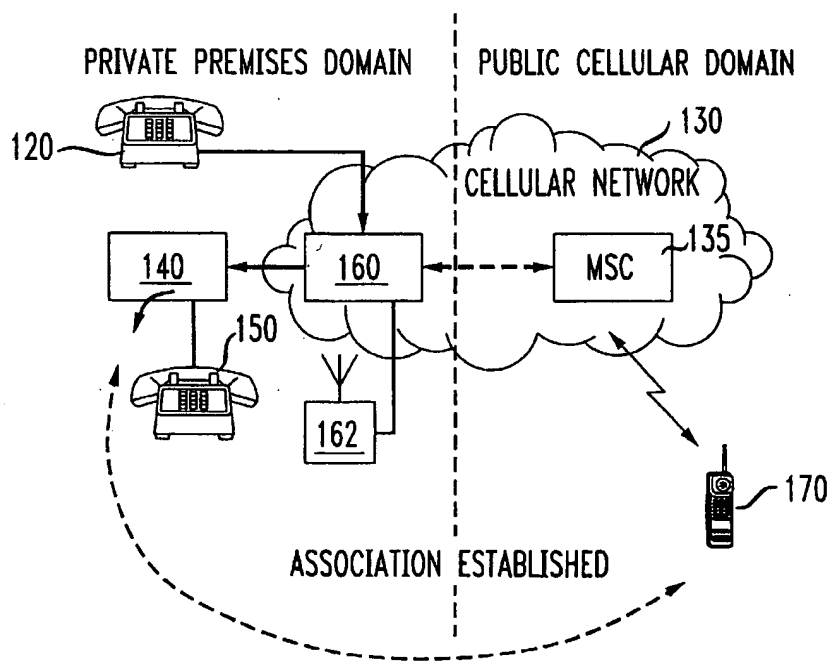 PRIVATE PREMISES DOMAIN
PUBLIC CELLULAR DOMAIN
120
130
CELLULAR NETWORK
140
160
MSC
135
150
162
170
ASSOCIATION ESTABLISHED